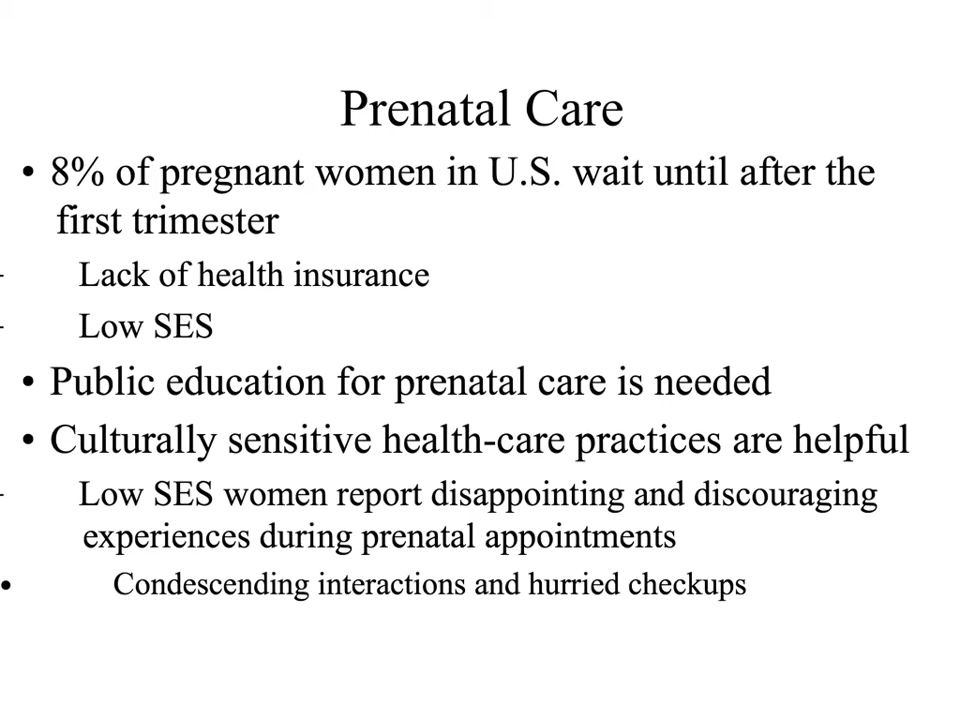 Prenatal Care
• 8% of pregnant women in U.S. wait until after the
first trimester
- Lack of health insurance
- Low SES
• Public education for prenatal care is needed
• Culturally sensitive health-care practices are helpful
- Low SES women report disappointing and discouraging
experiences during prenatal appointments
• Condescending interactions and hurried checkups